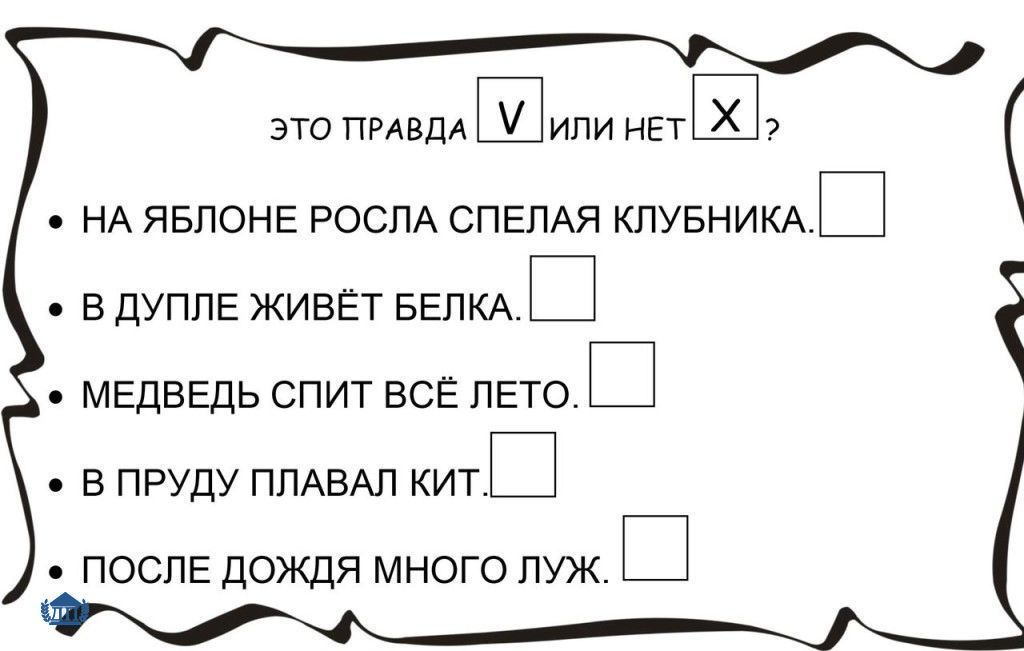 ЭТО ПРАВДА V ИЛИ НЕТ X ?
• НА ЯБЛОНЕ РОСЛА СПЕЛАЯ КЛУБНИКА.
• В ДУПЛЕ ЖИВЁТ БЕЛКА.
• МЕДВЕДЬ СПИТ ВСЁ ЛЕТО.
• В ПРУДУ ПЛАВАЛ КИТ.
• ПОСЛЕ ДОЖДЯ МНОГО ЛУЖ.